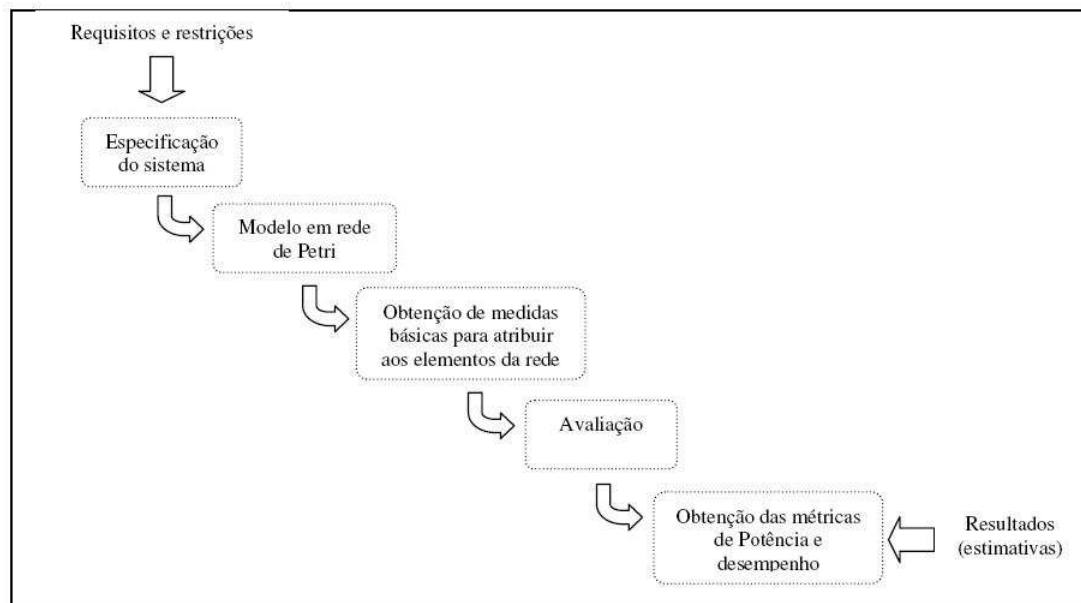 Requisitos e restrições
Especificação
do sistema
Modelo em rede
de Petri
Obtenção de medidas
básicas para atribuir
aos elementos da rede
Avaliação
Obtenção das métricas
de Potência e
desempenho
Resultados
(estimativas)